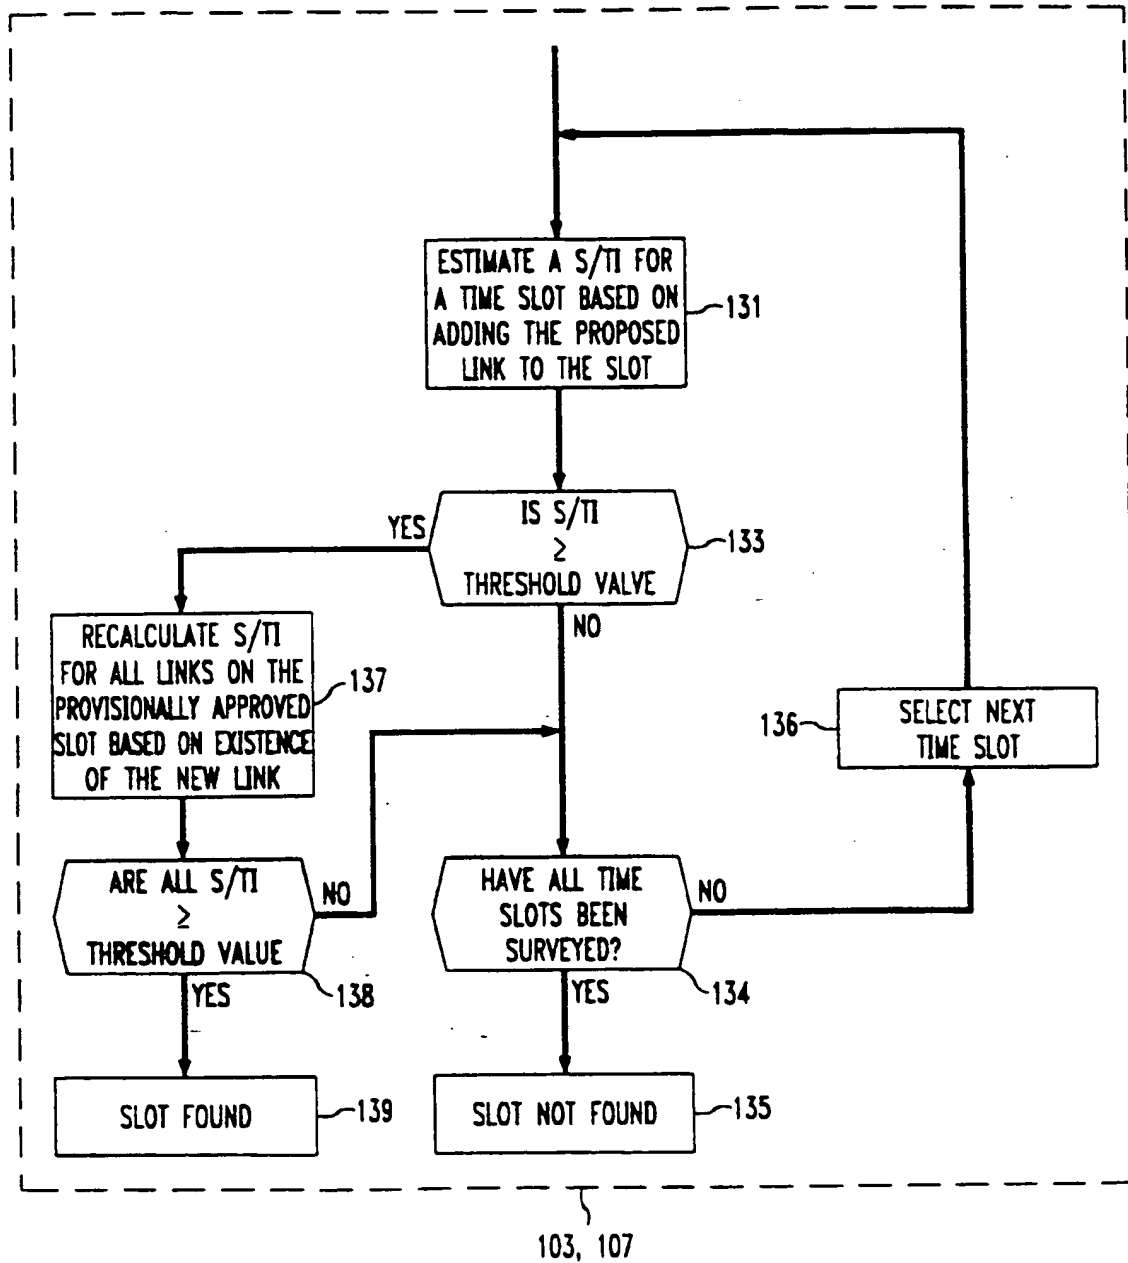 ESTIMATE A S/TI FOR
A TIME SLOT BASED ON
ADDING THE PROPOSED
LINK TO THE SLOT
131
IS S/TI
≥
THRESHOLD VALVE
133
YES
NO
RECALCULATE S/TI
FOR ALL LINKS ON THE
PROVISIONALLY APPROVED
SLOT BASED ON EXISTENCE
OF THE NEW LINK
137
136
SELECT NEXT
TIME SLOT
ARE ALL S/TI
≥
THRESHOLD VALUE
138
NO
YES
HAVE ALL TIME
SLOTS BEEN
SURVEYED?
134
NO
YES
SLOT FOUND
139
SLOT NOT FOUND
135
103, 107